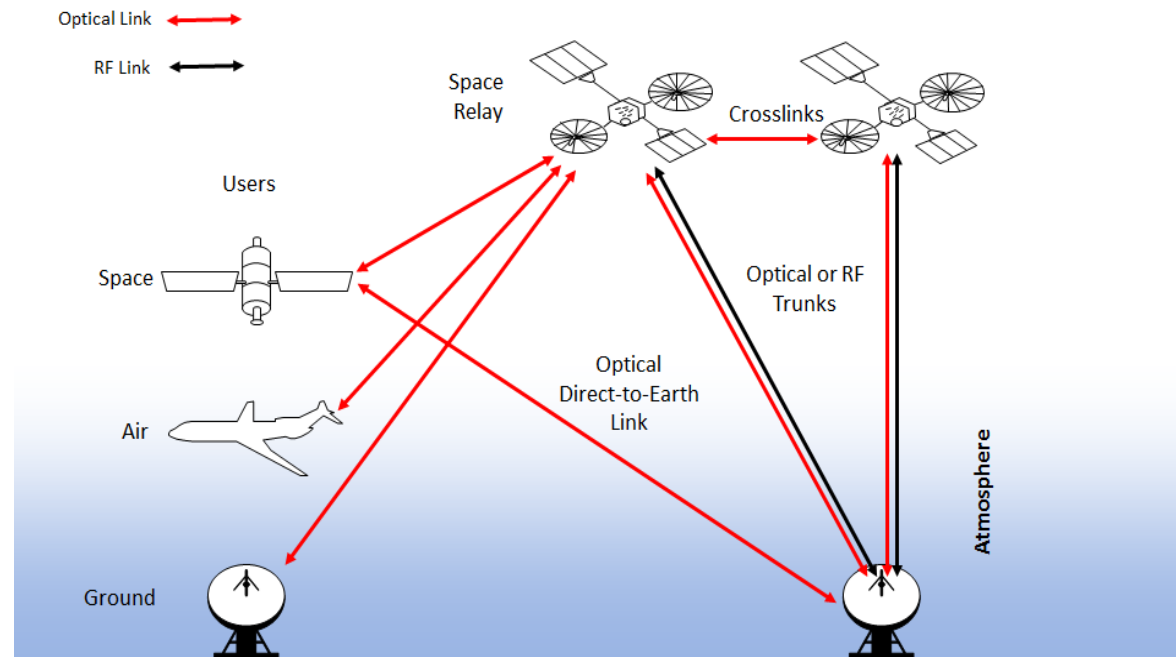 Optical Link
RF Link
Space
Relay
Crosslinks
Users
Space
Optical or RF
Trunks
Optical
Direct-to-Earth
Link
Air
Atmosphere
Ground